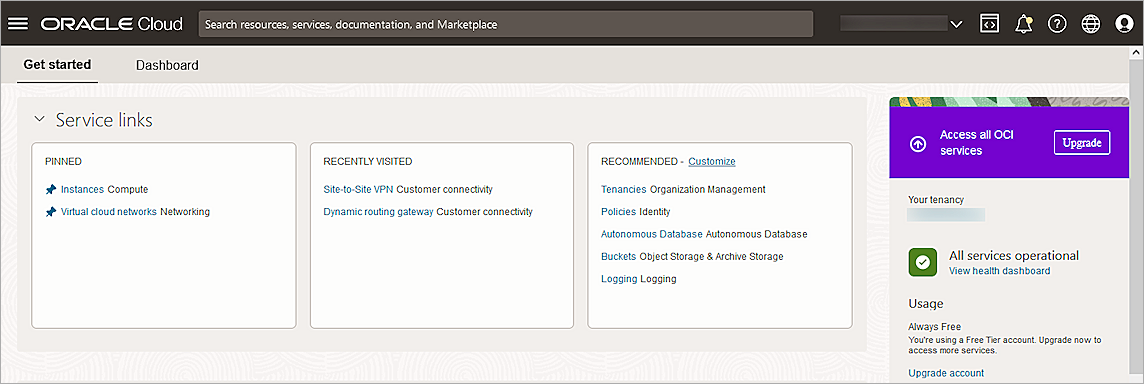 ORACLE Cloud
Search resources, services, documentation, and Marketplace
Get started
Dashboard
Service links
PINNED
Instances Compute
Virtual cloud networks Networking
RECENTLY VISITED
Site-to-Site VPN Customer connectivity
Dynamic routing gateway Customer connectivity
RECOMMENDED - Customize
Tenancies Organization Management
Policies Identity
Autonomous Database Autonomous Database
Buckets Object Storage & Archive Storage
Logging Logging
Access all OCI
services
Upgrade
Your tenancy
All services operational
View health dashboard
Usage
Always Free
You're using a Free Tier account. Upgrade now to
access more services.
Upgrade account